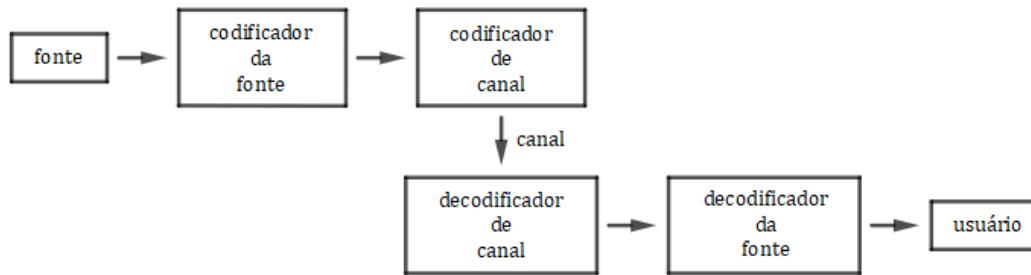 fonte
codificador
da
fonte
codificador
de
canal
canal
decodificador
de
canal
decodificador
da
fonte
usuário